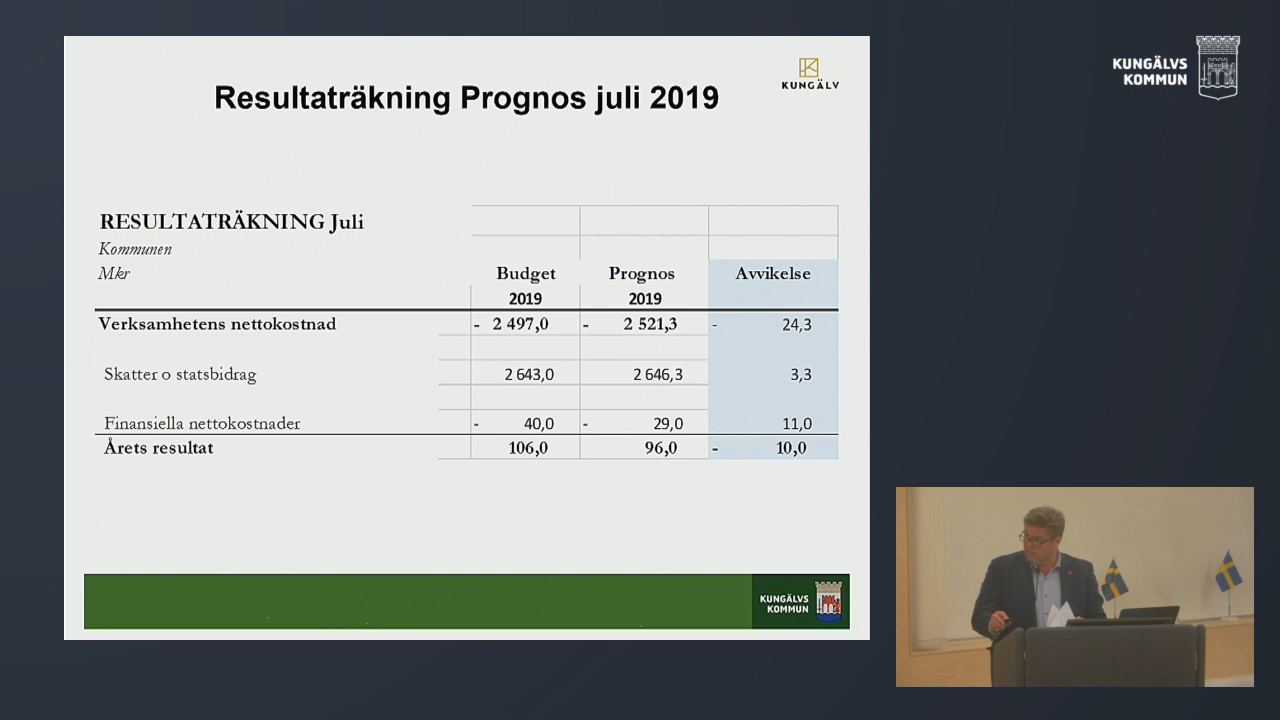 KUNGÄLVS
KOMMUN
KUNGÄLV
Resultaträkning Prognos juli 2019
RESULTATRÄKNING Juli
Kommunen
Mkr Budget Prognos Avvikelse
2019 2019
Verksamhetens nettokostnad - 2 497,0 - 2 521,3 - 24,3
Skatter o statsbidrag 2 643,0 2 646,3 3,3
Finansiella nettokostnader - 40,0 - 29,0 11,0
Årets resultat 106,0 96,0 - 10,0
KUNGÄLVS
KOMMUN